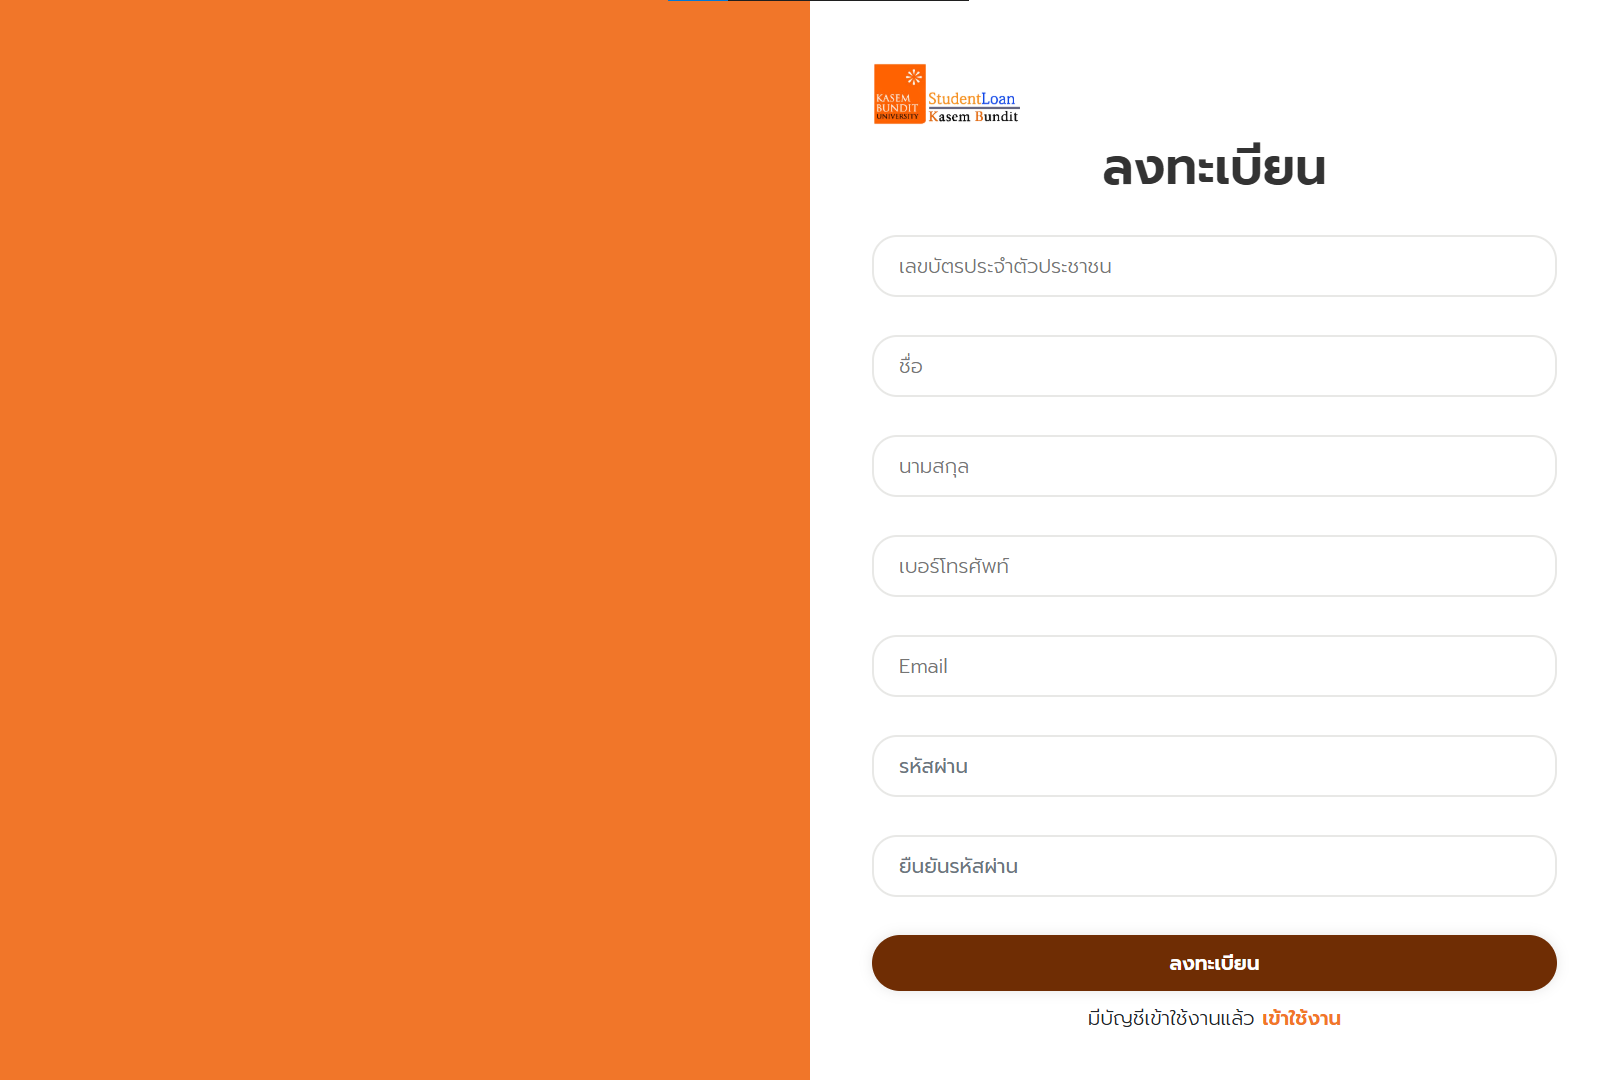 KASEM
BUNDIT
UNIVERSITY
StudentLoan
Kasem Bundit
ลงทะเบียน
เลขบัตรประจำตัวประชาชน
ชื่อ
นามสกุล
เบอร์โทรศัพท์
Email
รหัสผ่าน
ยืนยันรหัสผ่าน
ลงทะเบียน
มีบัญชีเข้าใช้งานแล้ว เข้าใช้งาน